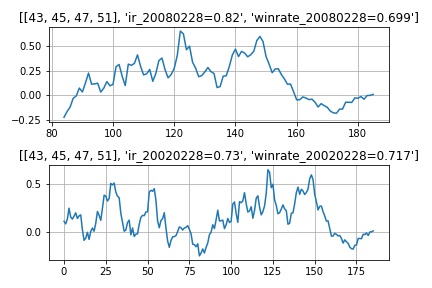 [[43, 45, 47, 51], 'ir_20080228=0.82', 'winrate_20080228=0.699']
0.50
0.25
0.00
−0.25
80 100 120 140 160 180
[[43, 45, 47, 51], 'ir_20020228=0.73', 'winrate_20020228=0.717']
0.5
0.0
0 25 50 75 100 125 150 175